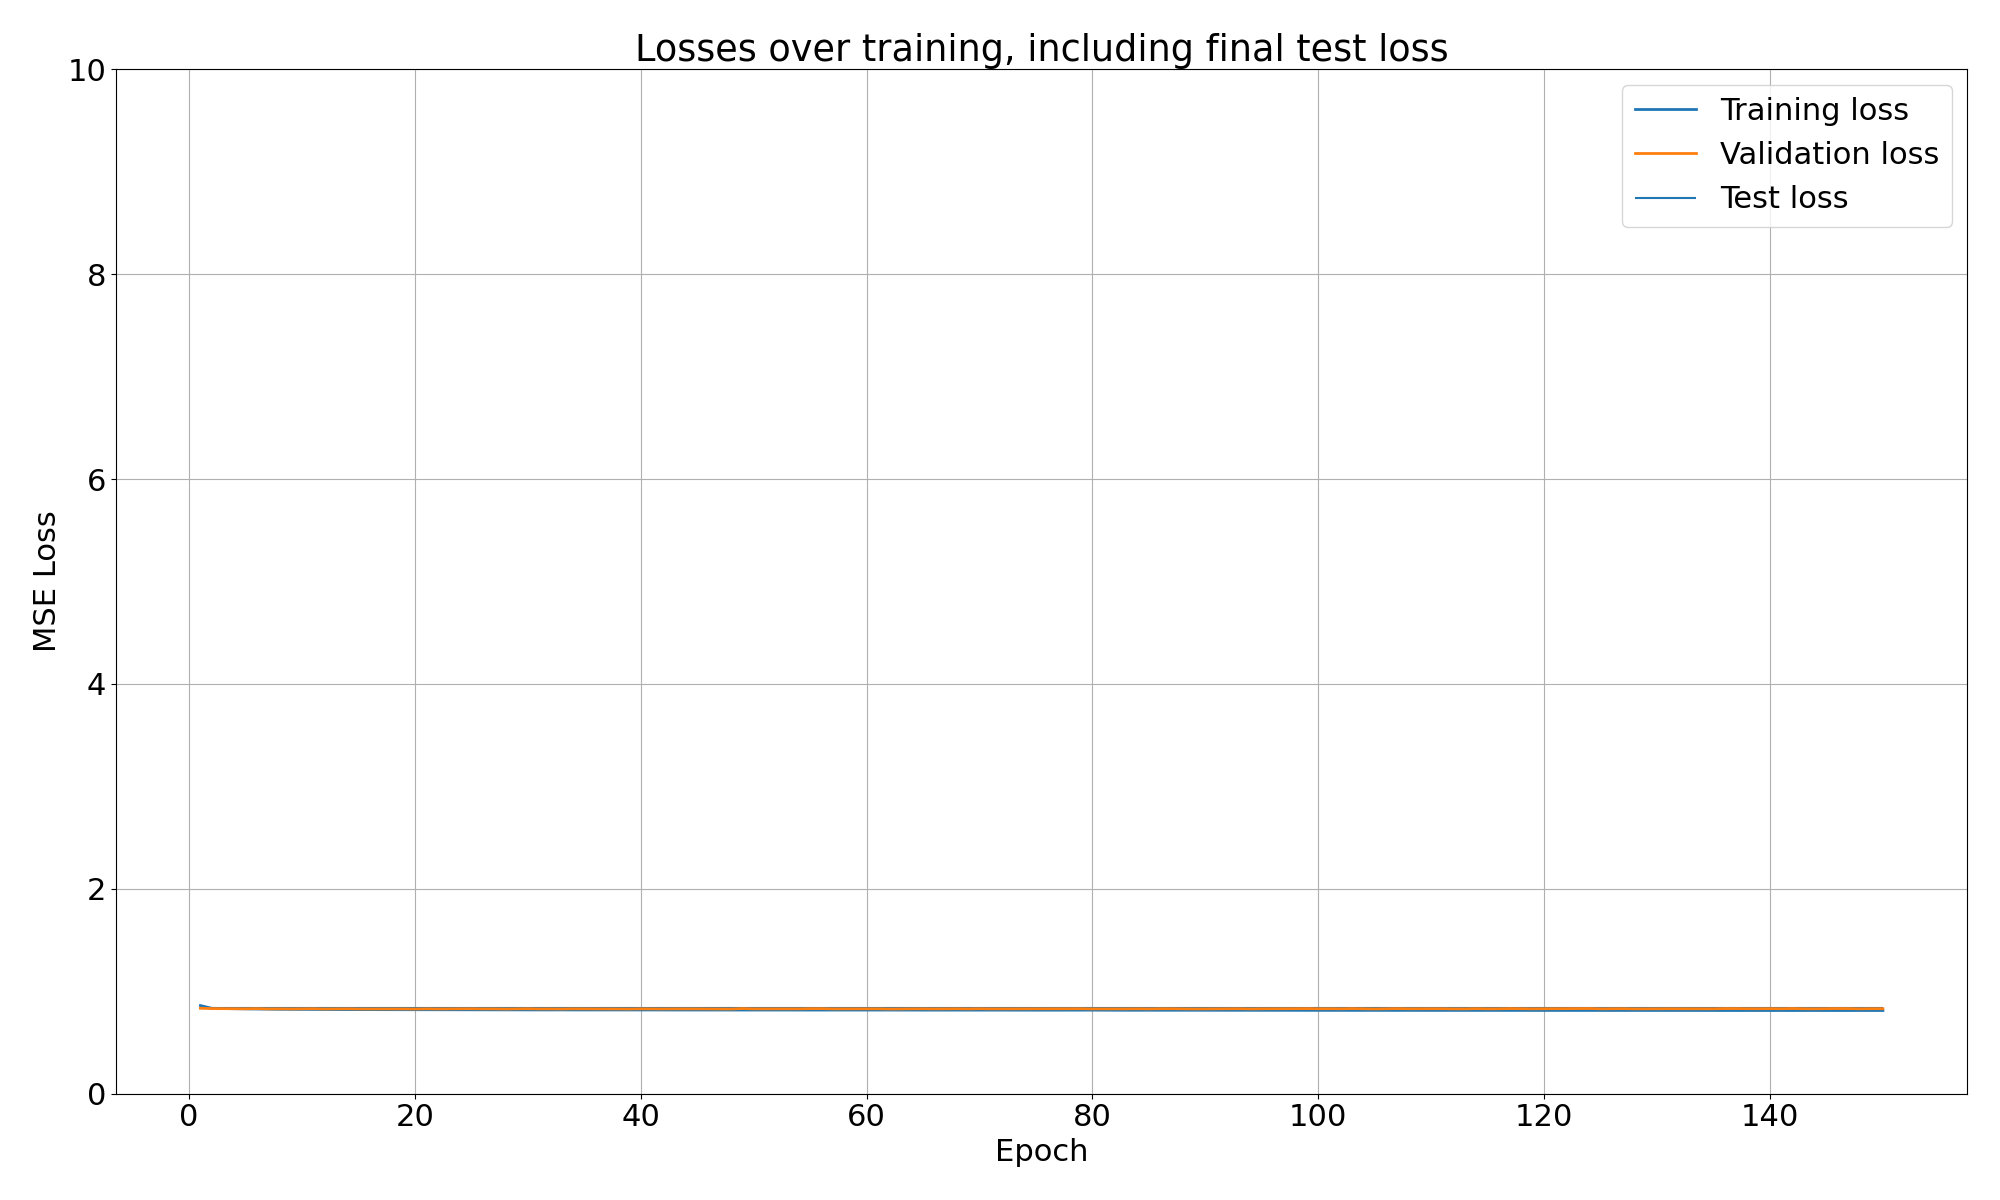 Losses over training, including final test loss
10
8
6
4
2
0
MSE Loss
Training loss
Validation loss
Test loss
0 20 40 60 80 100 120 140
Epoch